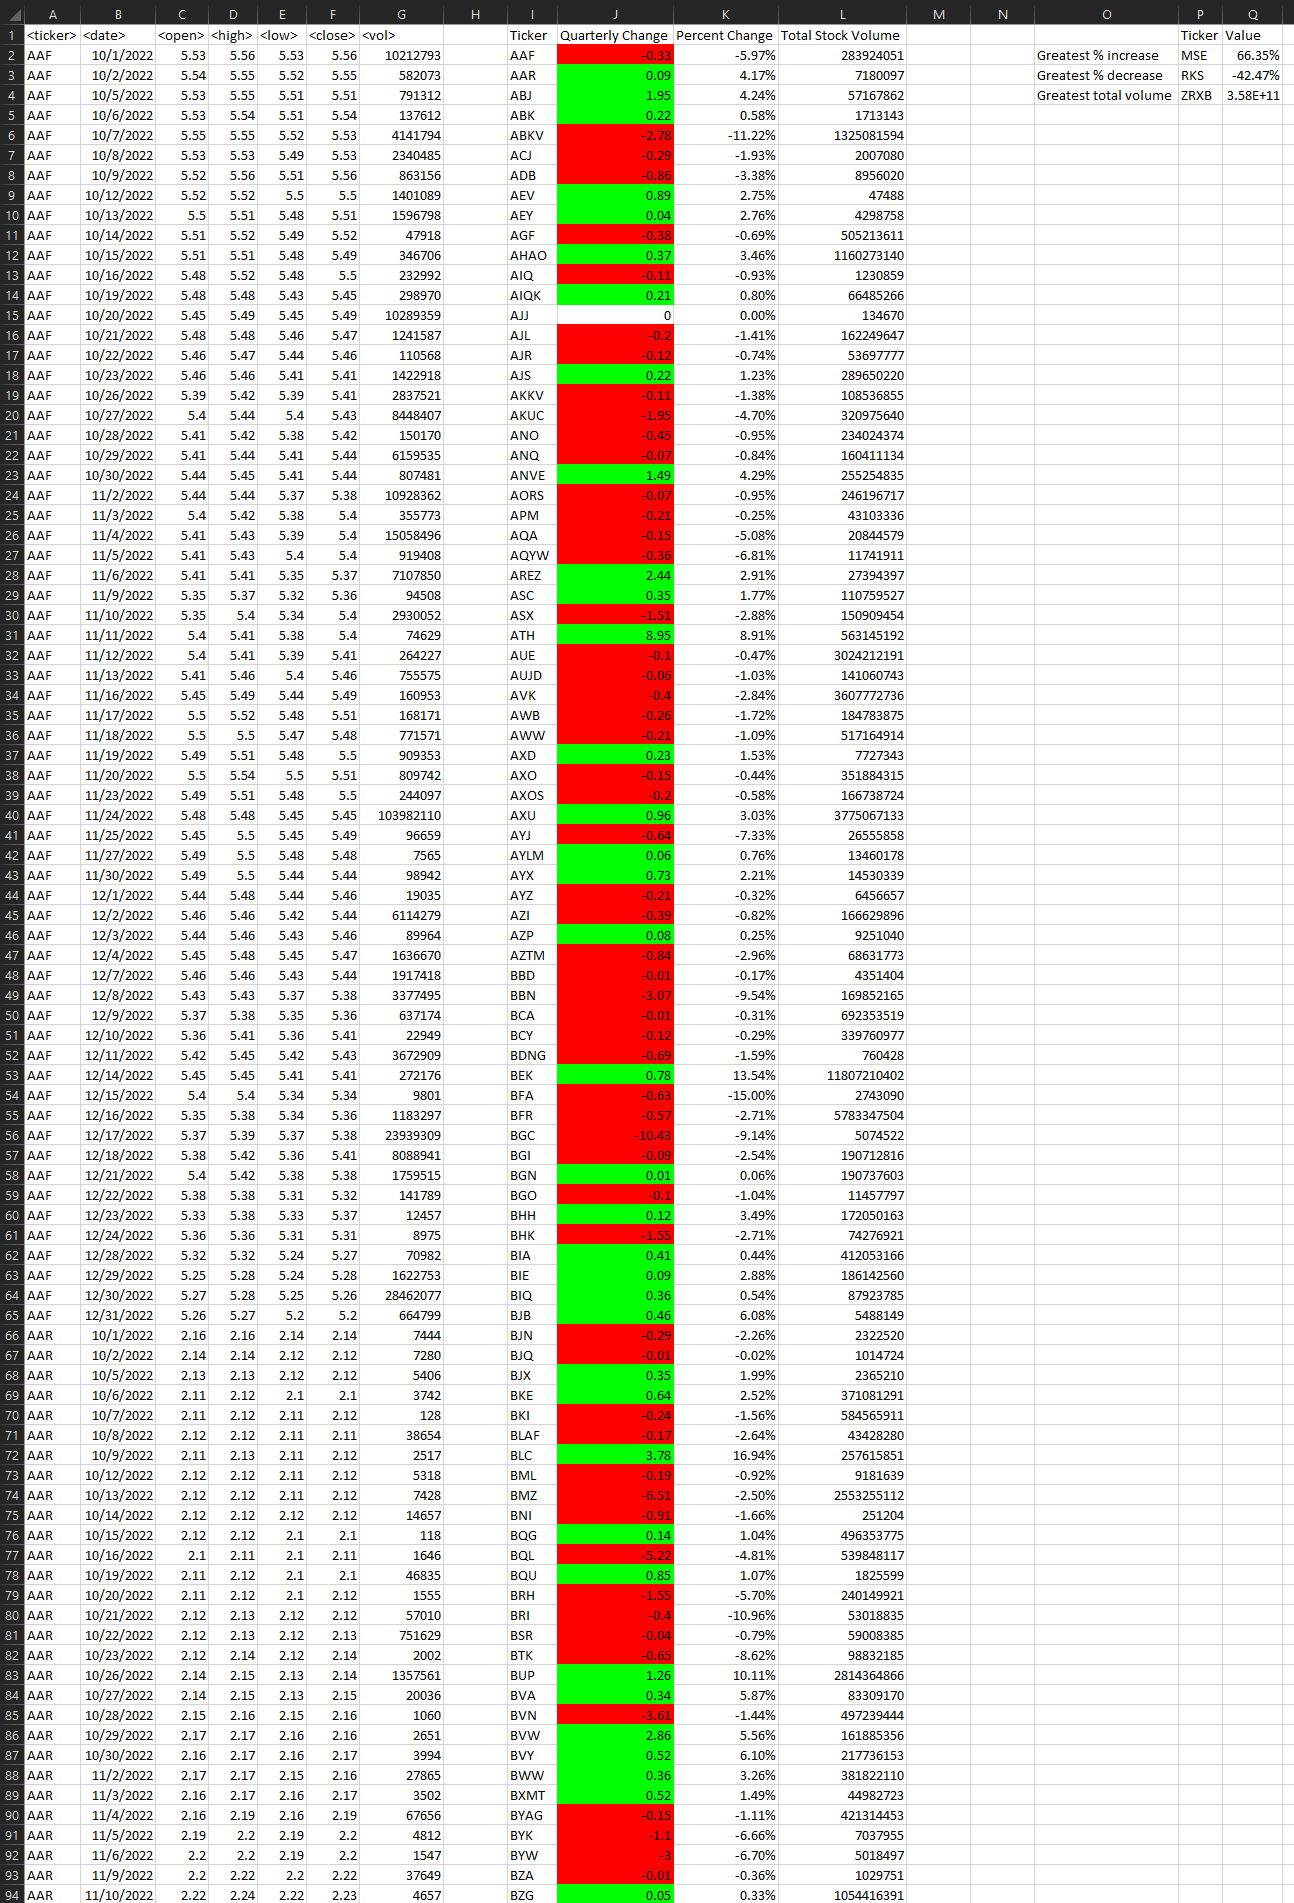 A B C D E F G H I J K L M N O P Q
1 <ticker> <date> <open> <high> <low> <close> <vol> Ticker Quarterly Change Percent Change Total Stock Volume Ticker Value
2 AAF 10/1/2022 5.53 5.56 5.53 5.56 10212793 AAF -0.33 -5.97% 283924051 Greatest % increase MSE 66.35%
3 AAF 10/2/2022 5.54 5.55 5.52 5.55 582073 AAR 0.09 4.17% 7180097 Greatest % decrease RKS -42.47%
4 AAF 10/5/2022 5.53 5.55 5.51 5.51 791312 ABJ 1.95 4.24% 57167862 Greatest total volume ZRXB 3.58E+11
5 AAF 10/6/2022 5.53 5.54 5.51 5.54 137612 ABK 0.22 0.58% 1713143
6 AAF 10/7/2022 5.55 5.55 5.52 5.53 4141794 ABKV -2.78 -11.22% 1325081594
7 AAF 10/8/2022 5.53 5.53 5.49 5.53 2340485 ACJ -0.29 -1.93% 2007080
8 AAF 10/9/2022 5.52 5.56 5.51 5.56 863156 ADB -0.86 -3.38% 8956020
9 AAF 10/12/2022 5.52 5.52 5.5 5.5 1401089 AEV 0.89 2.75% 47488
10 AAF 10/13/2022 5.5 5.51 5.48 5.51 1596798 AEY 0.04 2.76% 4298758
11 AAF 10/14/2022 5.51 5.52 5.49 5.52 47918 AGF -0.38 -0.69% 505213611
12 AAF 10/15/2022 5.51 5.51 5.48 5.49 346706 AHAO 0.37 3.46% 1160273140
13 AAF 10/16/2022 5.48 5.52 5.48 5.5 232992 AIQ -0.11 -0.93% 1230859
14 AAF 10/19/2022 5.48 5.48 5.43 5.45 298970 AIQK 0.21 0.80% 66485266
15 AAF 10/20/2022 5.45 5.49 5.45 5.49 10289359 AJJ 0 0.00% 134670
16 AAF 10/21/2022 5.48 5.48 5.46 5.47 1241587 AJL -0.2 -1.41% 162249647
17 AAF 10/22/2022 5.46 5.47 5.44 5.46 110568 AJR -0.12 -0.74% 53697777
18 AAF 10/23/2022 5.46 5.46 5.41 5.41 1422918 AJS 0.22 1.23% 289650220
19 AAF 10/26/2022 5.39 5.42 5.39 5.41 2837521 AKKV -0.11 -1.38% 108536855
20 AAF 10/27/2022 5.4 5.44 5.4 5.43 8448407 AKUC -1.95 -4.70% 320975640
21 AAF 10/28/2022 5.41 5.42 5.38 5.42 150170 ANO -0.45 -0.95% 234024374
22 AAF 10/29/2022 5.41 5.44 5.41 5.44 6159535 ANQ -0.07 -0.84% 160411134
23 AAF 10/30/2022 5.44 5.45 5.41 5.44 807481 ANVE 1.49 4.29% 255254835
24 AAF 11/2/2022 5.44 5.44 5.37 5.38 10928362 AORS -0.07 -0.95% 246196717
25 AAF 11/3/2022 5.4 5.42 5.38 5.4 355773 APM -0.21 -0.25% 43103336
26 AAF 11/4/2022 5.41 5.43 5.39 5.4 15058496 AQA -0.15 -5.08% 20844579
27 AAF 11/5/2022 5.41 5.43 5.4 5.4 919408 AQYW -0.36 -6.81% 11741911
28 AAF 11/6/2022 5.41 5.41 5.35 5.37 7107850 AREZ 2.44 2.91% 27394397
29 AAF 11/9/2022 5.35 5.37 5.32 5.36 94508 ASC 0.35 1.77% 110759527
30 AAF 11/10/2022 5.35 5.4 5.34 5.4 2930052 ASX -1.51 -2.88% 150909454
31 AAF 11/11/2022 5.4 5.41 5.38 5.4 74629 ATH 8.95 8.91% 563145192
32 AAF 11/12/2022 5.4 5.41 5.39 5.41 264227 AUE -0.1 -0.47% 3024212191
33 AAF 11/13/2022 5.41 5.46 5.4 5.46 755575 AUJD -0.06 -1.03% 141060743
34 AAF 11/16/2022 5.45 5.49 5.44 5.49 160953 AVK -0.4 -2.84% 3607772736
35 AAF 11/17/2022 5.5 5.52 5.48 5.51 168171 AWB -0.26 -1.72% 184783875
36 AAF 11/18/2022 5.5 5.5 5.47 5.48 771571 AWW -0.21 -1.09% 517164914
37 AAF 11/19/2022 5.49 5.51 5.48 5.5 909353 AXD 0.23 1.53% 7727343
38 AAF 11/20/2022 5.5 5.54 5.5 5.51 809742 AXO -0.15 -0.44% 351884315
39 AAF 11/23/2022 5.49 5.51 5.48 5.5 244097 AXOS -0.2 -0.58% 166738724
40 AAF 11/24/2022 5.48 5.48 5.45 5.45 103982110 AXU 0.96 3.03% 3775067133
41 AAF 11/25/2022 5.45 5.5 5.45 5.49 96659 AYJ -0.64 -7.33% 26555858
42 AAF 11/27/2022 5.49 5.5 5.48 5.48 7565 AYLM 0.06 0.76% 13460178
43 AAF 11/30/2022 5.49 5.5 5.44 5.44 98942 AYX 0.73 2.21% 14530339
44 AAF 12/1/2022 5.44 5.48 5.44 5.46 19035 AYZ -0.21 -0.32% 6456657
45 AAF 12/2/2022 5.46 5.46 5.42 5.44 6114279 AZI -0.39 -0.82% 166629896
46 AAF 12/3/2022 5.44 5.46 5.43 5.46 89964 AZP 0.08 0.25% 9251040
47 AAF 12/4/2022 5.45 5.48 5.45 5.47 1636670 AZTM -0.84 -2.96% 68631773
48 AAF 12/7/2022 5.46 5.46 5.43 5.44 1917418 BBD -0.01 -0.17% 4351404
49 AAF 12/8/2022 5.43 5.43 5.37 5.38 3377495 BBN -3.07 -9.54% 169852165
50 AAF 12/9/2022 5.37 5.38 5.35 5.36 637174 BCA -0.01 -0.31% 692353519
51 AAF 12/10/2022 5.36 5.41 5.36 5.41 22949 BCY -0.12 -0.29% 339760977
52 AAF 12/11/2022 5.42 5.45 5.42 5.43 3672909 BDNG -0.69 -1.59% 760428
53 AAF 12/14/2022 5.45 5.45 5.41 5.41 272176 BEK 0.78 13.54% 11807210402
54 AAF 12/15/2022 5.4 5.4 5.34 5.34 9801 BFA -0.63 -15.00% 2743090
55 AAF 12/16/2022 5.35 5.38 5.34 5.36 1183297 BFR -0.57 -2.71% 5783347504
56 AAF 12/17/2022 5.37 5.39 5.37 5.38 23939309 BGC -10.43 -9.14% 5074522
57 AAF 12/18/2022 5.38 5.42 5.36 5.41 8088941 BGI -0.09 -2.54% 190712816
58 AAF 12/21/2022 5.4 5.42 5.38 5.38 1759515 BGN 0.01 0.06% 190737603
59 AAF 12/22/2022 5.38 5.38 5.31 5.32 141789 BGO -0.1 -1.04% 11457797
60 AAF 12/23/2022 5.33 5.38 5.33 5.37 12457 BHH 0.12 3.49% 172050163
61 AAF 12/24/2022 5.36 5.36 5.31 5.31 8975 BHK -1.55 -2.71% 74276921
62 AAF 12/28/2022 5.32 5.32 5.24 5.27 70982 BIA 0.41 0.44% 412053166
63 AAF 12/29/2022 5.25 5.28 5.24 5.28 1622753 BIE 0.09 2.88% 186142560
64 AAF 12/30/2022 5.27 5.28 5.25 5.26 28462077 BIQ 0.36 0.54% 87923785
65 AAF 12/31/2022 5.26 5.27 5.2 5.2 664799 BJB 0.46 6.08% 5488149
66 AAR 10/1/2022 2.16 2.16 2.14 2.14 7444 BJN -0.29 -2.26% 2322520
67 AAR 10/2/2022 2.14 2.14 2.12 2.12 7280 BJQ -0.01 -0.02% 1014724
68 AAR 10/5/2022 2.13 2.13 2.12 2.12 5406 BJX 0.35 1.99% 2365210
69 AAR 10/6/2022 2.11 2.12 2.1 2.1 3742 BKE 0.64 2.52% 371081291
70 AAR 10/7/2022 2.11 2.12 2.11 2.12 128 BKI -0.24 -1.56% 584565911
71 AAR 10/8/2022 2.12 2.12 2.11 2.11 38654 BLAF -0.17 -2.64% 43428280
72 AAR 10/9/2022 2.11 2.13 2.11 2.12 2517 BLC 3.78 16.94% 257615851
73 AAR 10/12/2022 2.12 2.12 2.11 2.12 5318 BML -0.19 -0.92% 9181639
74 AAR 10/13/2022 2.12 2.12 2.11 2.12 7428 BMZ -6.51 -2.50% 2553255112
75 AAR 10/14/2022 2.12 2.12 2.12 2.12 14657 BNI -0.91 -1.66% 251204
76 AAR 10/15/2022 2.12 2.12 2.1 2.1 118 BQG 0.14 1.04% 496353775
77 AAR 10/16/2022 2.1 2.11 2.1 2.11 1646 BQL -5.22 -4.81% 539848117
78 AAR 10/19/2022 2.11 2.12 2.1 2.1 46835 BQU 0.85 1.07% 1825599
79 AAR 10/20/2022 2.11 2.12 2.1 2.12 1555 BRH -1.55 -5.70% 240149921
80 AAR 10/21/2022 2.12 2.13 2.12 2.12 57010 BRI -0.4 -10.96% 53018835
81 AAR 10/22/2022 2.12 2.13 2.12 2.13 751629 BSR -0.04 -0.79% 59008385
82 AAR 10/23/2022 2.12 2.14 2.12 2.14 2002 BTK -0.65 -8.62% 98832185
83 AAR 10/26/2022 2.14 2.15 2.13 2.14 1357561 BUP 1.26 10.11% 2814364866
84 AAR 10/27/2022 2.14 2.15 2.13 2.15 20036 BVA 0.34 5.87% 83309170
85 AAR 10/28/2022 2.15 2.16 2.15 2.16 1060 BVN -3.61 -1.44% 497239444
86 AAR 10/29/2022 2.17 2.17 2.16 2.16 2651 BVW 2.86 5.56% 161885356
87 AAR 10/30/2022 2.16 2.17 2.16 2.17 3994 BVY 0.52 6.10% 217736153
88 AAR 11/2/2022 2.17 2.17 2.15 2.16 27865 BWW 0.36 3.26% 381822110
89 AAR 11/3/2022 2.16 2.17 2.16 2.17 3502 BXMT 0.52 1.49% 44982723
90 AAR 11/4/2022 2.16 2.19 2.16 2.19 67656 BYAG -0.15 -1.11% 421314453
91 AAR 11/5/2022 2.19 2.2 2.19 2.2 4812 BYK -1.1 -6.66% 7037955
92 AAR 11/6/2022 2.2 2.2 2.19 2.2 1547 BYW -3 -6.70% 5018497
93 AAR 11/9/2022 2.2 2.22 2.2 2.22 37649 BZA -0.01 -0.36% 1029751
94 AAR 11/10/2022 2.22 2.24 2.22 2.23 4657 BZG 0.05 0.33% 1054416391